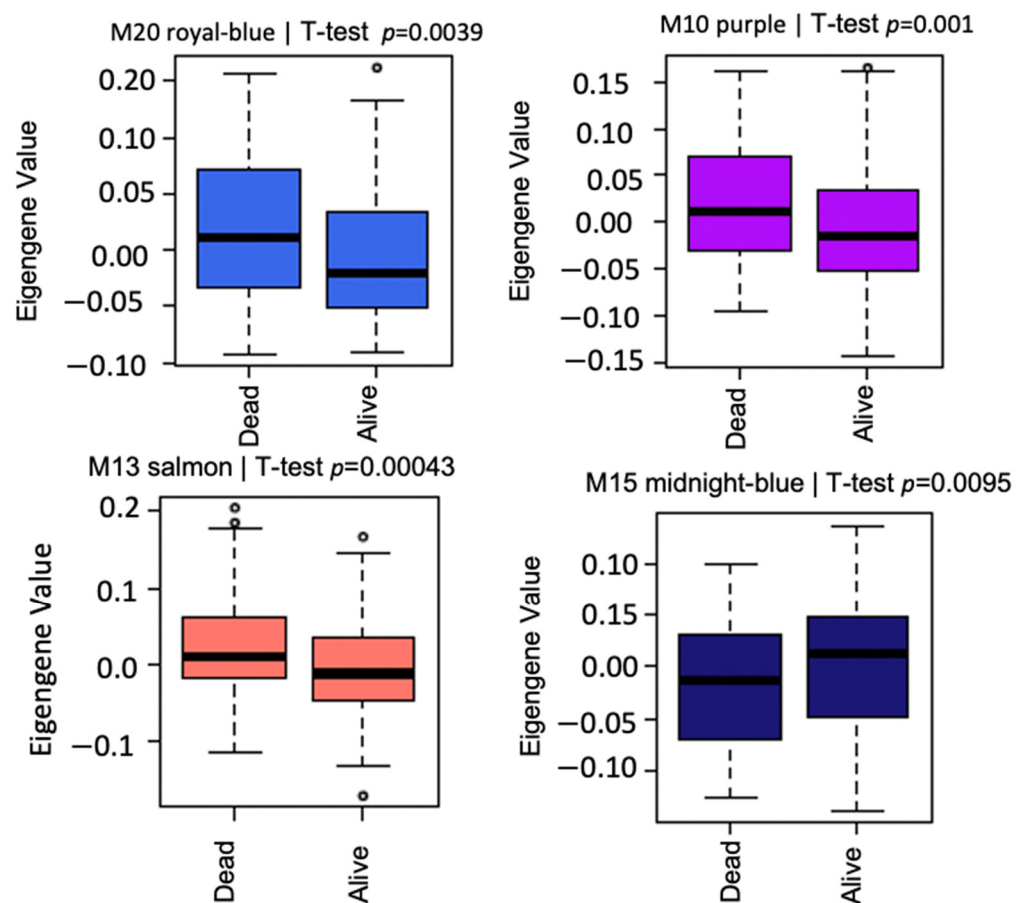 M20 royal-blue | T-test p=0.0039
Eigengene Value
0.20
0.10
0.05
0.00
−0.05
−0.10
Dead
Alive
M10 purple | T-test p=0.001
Eigengene Value
0.15
0.10
0.05
0.00
−0.05
−0.10
−0.15
Dead
Alive
M13 salmon | T-test p=0.00043
Eigengene Value
0.2
0.1
0.0
−0.1
Dead
Alive
M15 midnight-blue | T-test p=0.0095
Eigengene Value
0.10
0.15
0.00
−0.05
−0.10
Dead
Alive